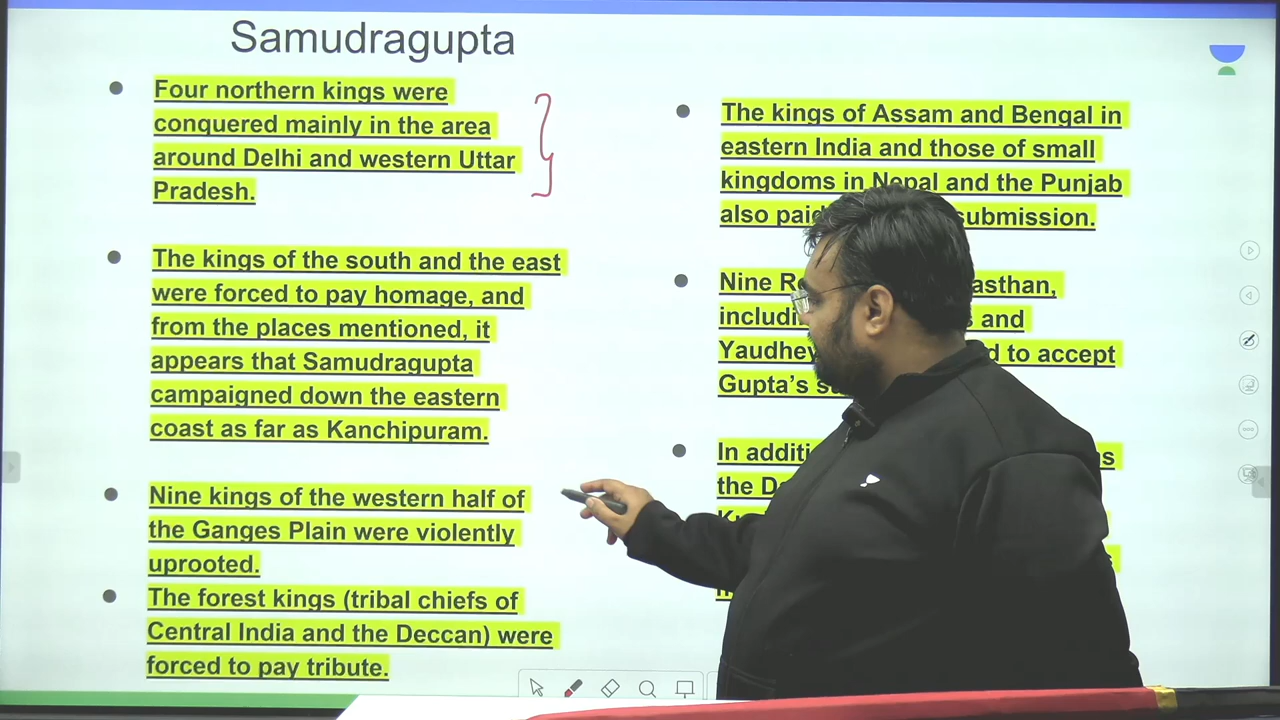 Samudragupta
Four northern kings were
conquered mainly in the area
around Delhi and western Uttar
Pradesh.
The kings of the south and the east
were forced to pay homage, and
from the places mentioned, it
appears that Samudragupta
campaigned down the eastern
coast as far as Kanchipuram.
Nine kings of the western half of
the Ganges Plain were violently
uprooted.
The forest kings (tribal chiefs of
Central India and the Deccan) were
forced to pay tribute.
The kings of Assam and Bengal in
eastern India and those of small
kingdoms in Nepal and the Punjab
also paid submission.
Nine
and
to accept
Gupta's
In
the